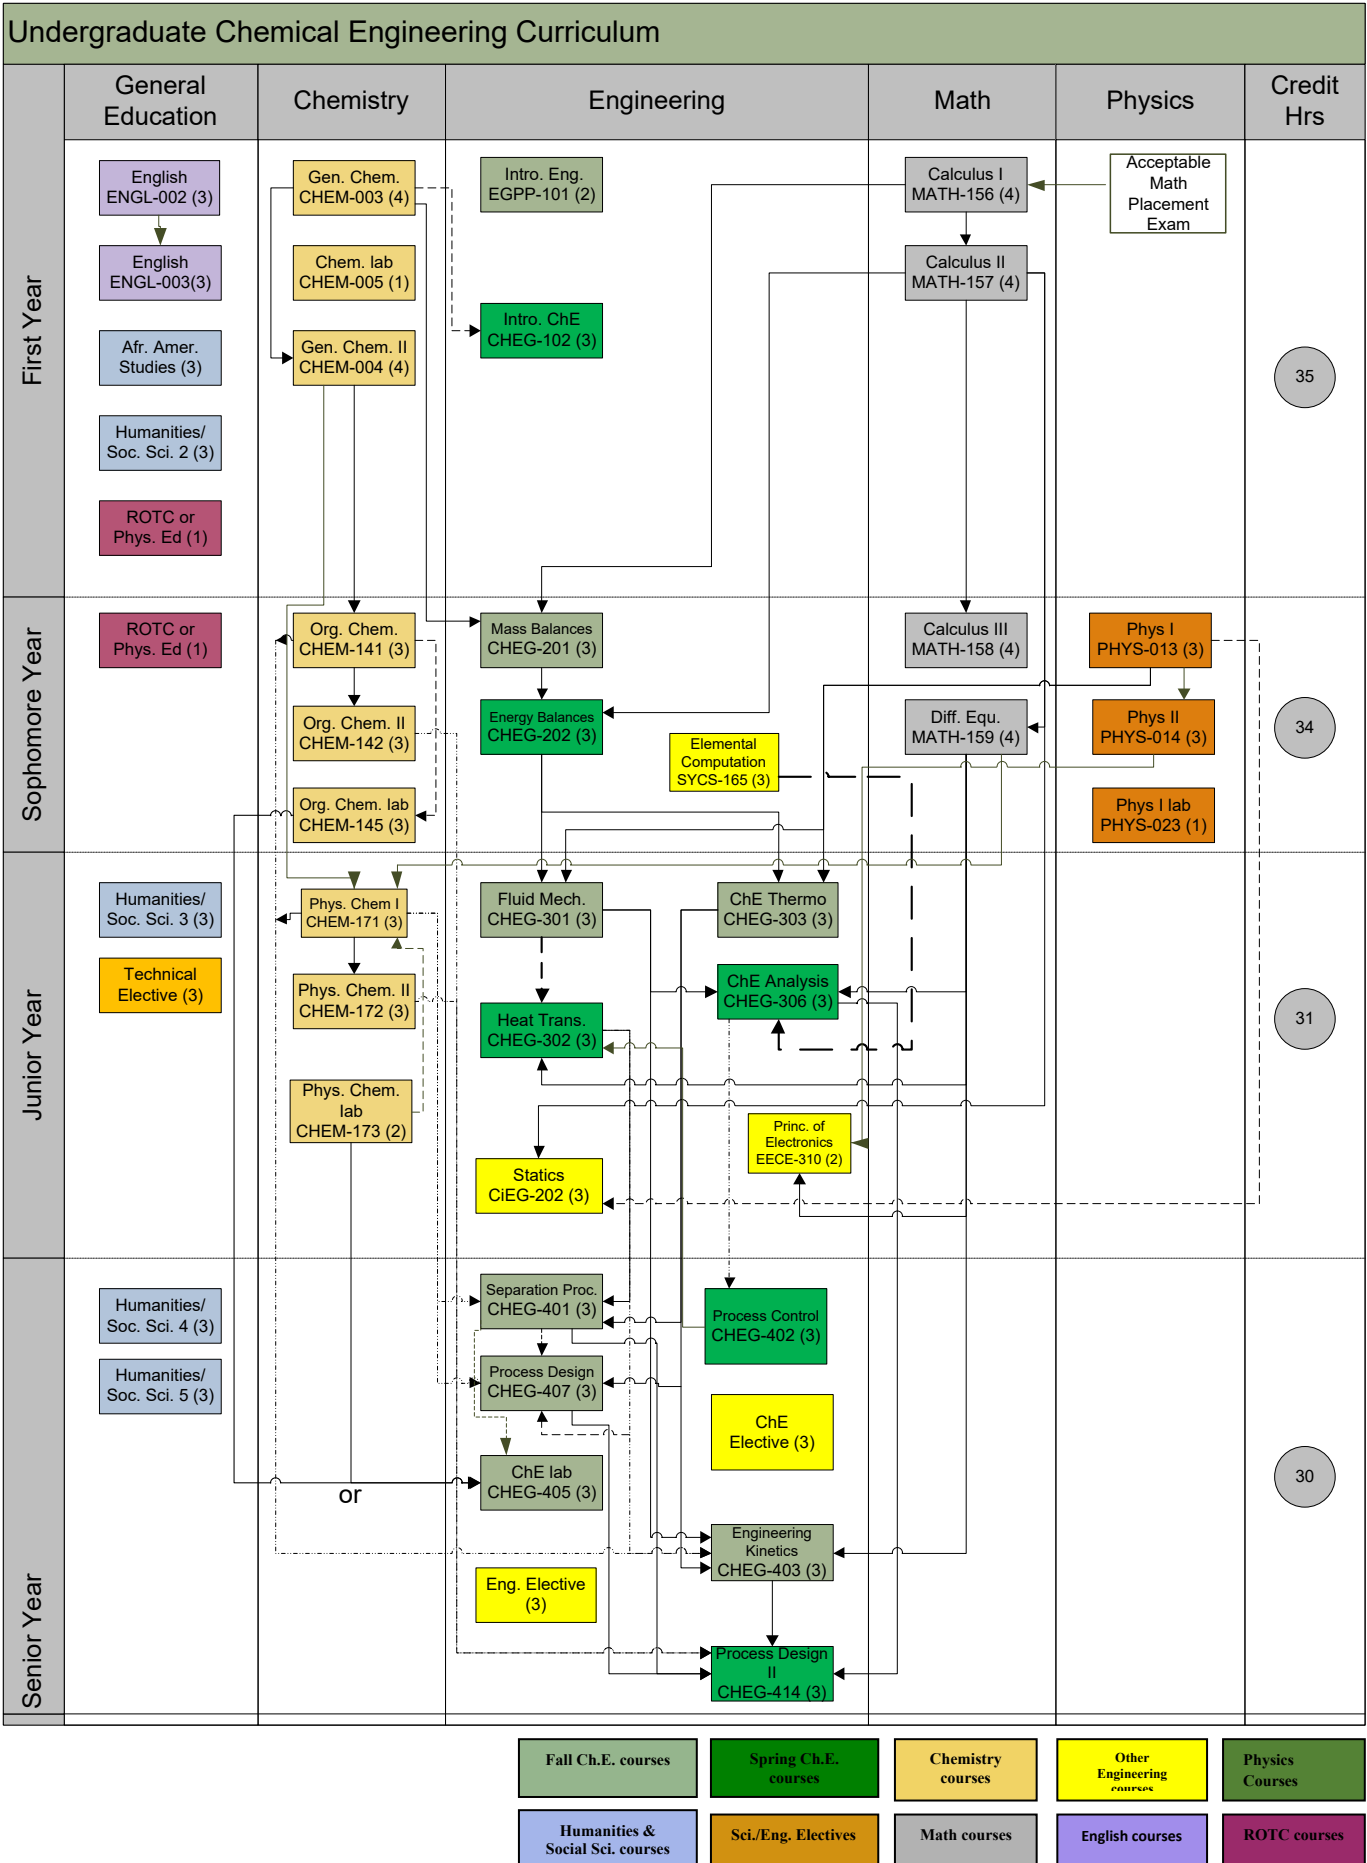 Undergraduate Chemical Engineering Curriculum
General
Education
Chemistry
Engineering
Math
Physics
Credit
Hrs
First Year
English
ENGL-002 (3)
Gen. Chem.
CHEM-003 (4)
Intro. Eng.
EGPP-101 (2)
Calculus I
MATH-156 (4)
Acceptable
Math
Placement
Exam
English
ENGL-003(3)
Chem. lab
CHEM-005 (1)
Calculus II
MATH-157 (4)
Intro. ChE
CHEG-102 (3)
Afr. Amer.
Studies (3)
Gen. Chem. II
CHEM-004 (4)
35
Humanities/
Soc. Sci. 2 (3)
ROTC or
Phys. Ed (1)
Sophomore Year
ROTC or
Phys. Ed (1)
Org. Chem.
CHEM-141 (3)
Mass Balances
CHEG-201 (3)
Calculus III
MATH-158 (4)
Phys I
PHYS-013 (3)
Org. Chem. II
CHEM-142 (3)
Energy Balances
CHEG-202 (3)
Elemental
Computation
SYCS-165 (3)
Diff. Equ.
MATH-159 (4)
Phys II
PHYS-014 (3)
34
Org. Chem. lab
CHEM-145 (3)
Phys I lab
PHYS-023 (1)
Junior Year
Humanities/
Soc. Sci. 3 (3)
Phys. Chem I
CHEM-171 (3)
Fluid Mech.
CHEG-301 (3)
ChE Thermo
CHEG-303 (3)
Technical
Elective (3)
Phys. Chem. II
CHEM-172 (3)
ChE Analysis
CHEG-306 (3)
Heat Trans.
CHEG-302 (3)
31
Phys. Chem.
lab
CHEM-173 (2)
Princ. of
Electronics
EECE-310 (2)
Statics
CiEG-202 (3)
Senior Year
Humanities/
Soc. Sci. 4 (3)
Separation Proc.
CHEG-401 (3)
Process Control
CHEG-402 (3)
Humanities/
Soc. Sci. 5 (3)
Process Design
CHEG-407 (3)
ChE
Elective (3)
ChE lab
CHEG-405 (3)
or
30
Engineering
Kinetics
CHEG-403 (3)
Eng. Elective
(3)
Process Design
II
CHEG-414 (3)
Fall Ch.E. courses
Spring Ch.E.
courses
Chemistry
courses
Other
Engineering
courses
Physics
Courses
Humanities &
Social Sci. courses
Sci./Eng. Electives
Math courses
English courses
ROTC courses